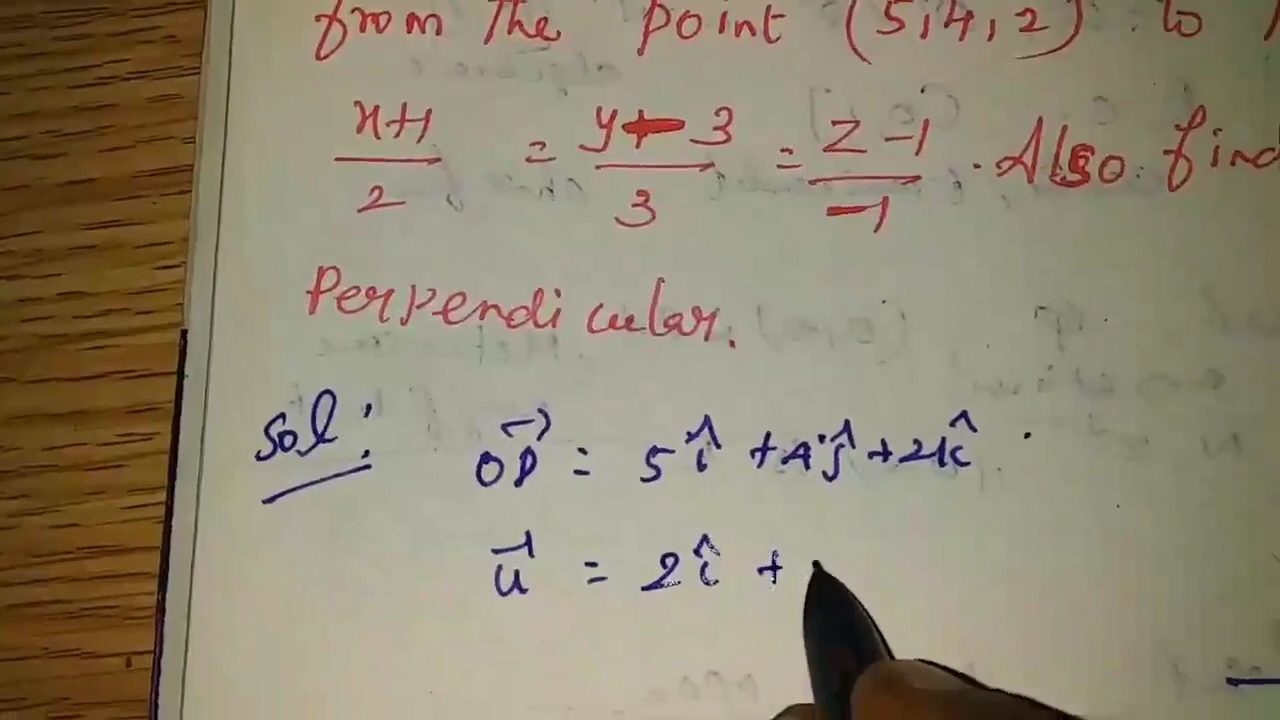 from The point (5,4,2) to
x+1/2 = y-3/3 = z-1/-1 . Also find
Perpendicular.
Sol: OP⃗ = 5î +4ĵ +2k̂ .
u⃗ = 2î +